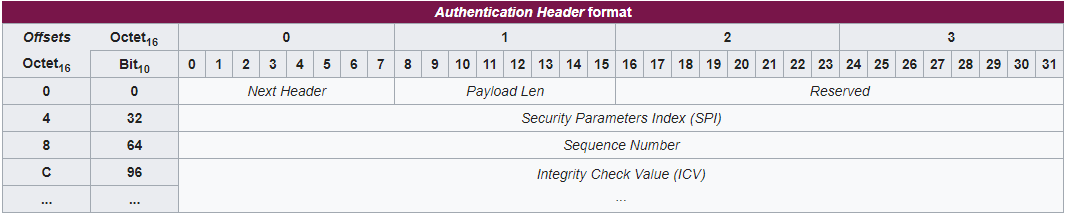 Authentication Header format
Offsets Octet16 0 1 2 3
Octet16 Bit10 0 1 2 3 4 5 6 7 8 9 10 11 12 13 14 15 16 17 18 19 20 21 22 23 24 25 26 27 28 29 30 31
0 0 Next Header Payload Len Reserved
4 32 Security Parameters Index (SPI)
8 64 Sequence Number
C 96 Integrity Check Value (ICV)
... ... ...